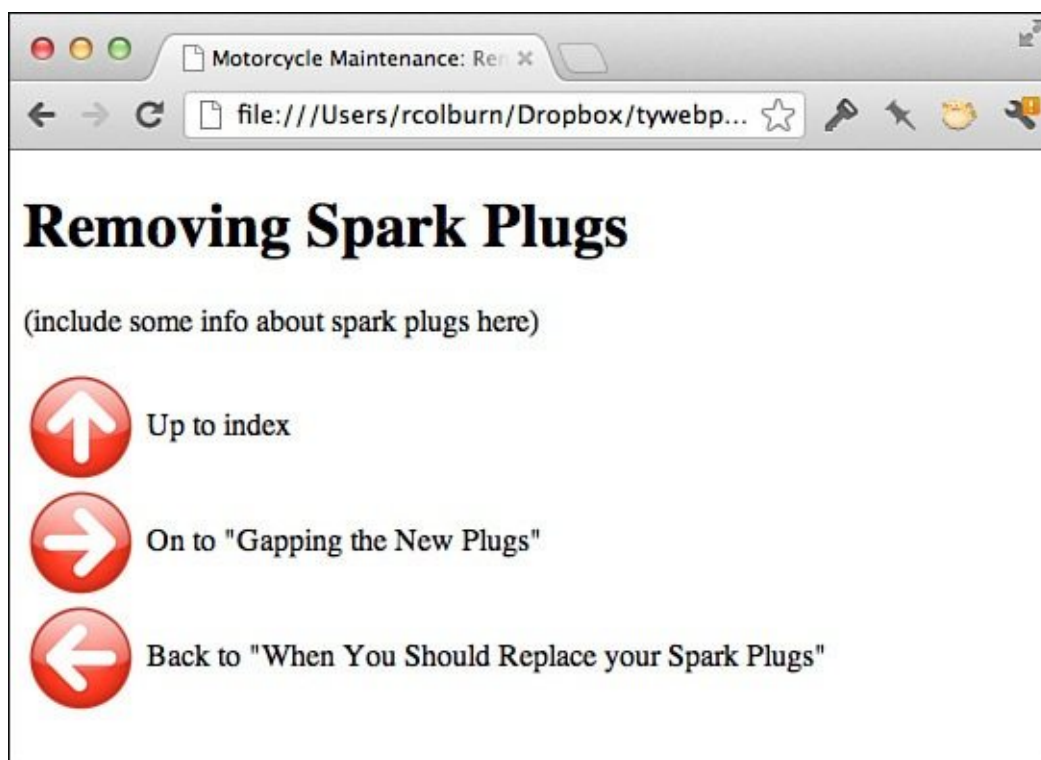 Motorcycle Maintenance: Rem
file:///Users/rcolburn/Dropbox/tywebp...
Removing Spark Plugs
(include some info about spark plugs here)
Up to index
On to "Gapping the New Plugs"
Back to "When You Should Replace your Spark Plugs"